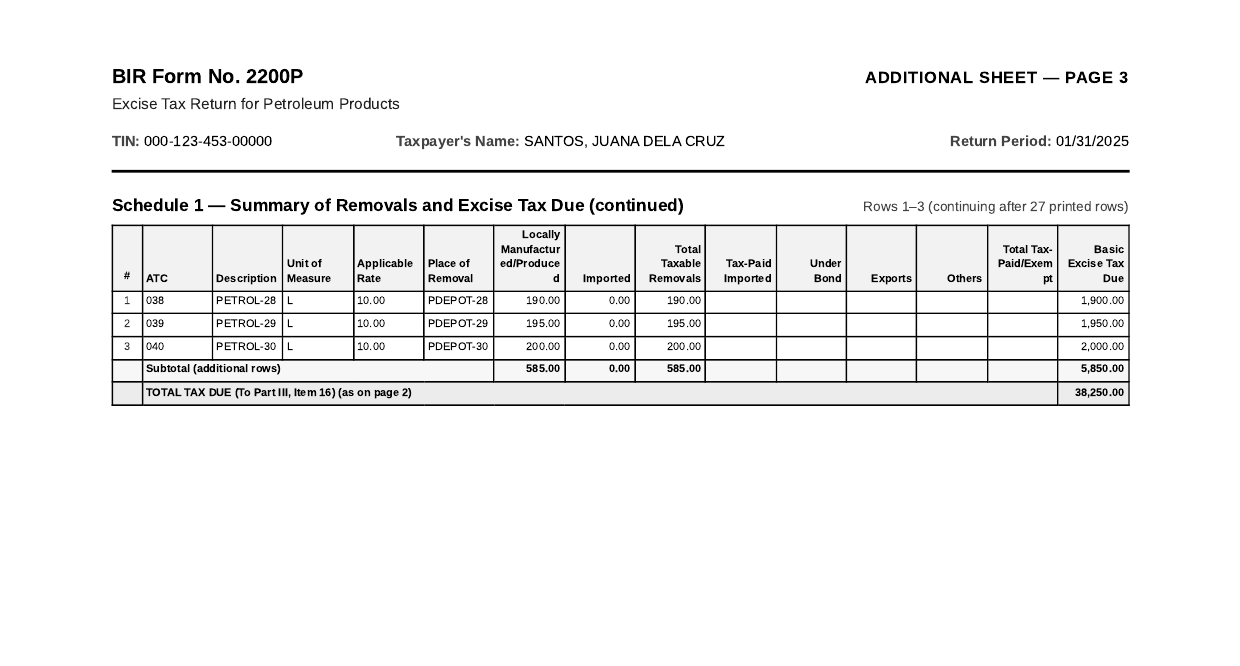 BIR Form No. 2200P
ADDITIONAL SHEET — PAGE 3
Excise Tax Return for Petroleum Products
TIN: 000-123-453-00000 Taxpayer's Name: SANTOS, JUANA DELA CRUZ Return Period: 01/31/2025
Schedule 1 — Summary of Removals and Excise Tax Due (continued) Rows 1–3 (continuing after 27 printed rows)
# ATC Description Unit of Measure Applicable Rate Place of Removal Locally Manufactured/Produced Imported Total Taxable Removals Tax-Paid Imported Under Bond Exports Others Total Tax-Paid/Exempt Basic Excise Tax Due
1 038 PETROL-28 L 10.00 PDEPOT-28 190.00 0.00 190.00 1,900.00
2 039 PETROL-29 L 10.00 PDEPOT-29 195.00 0.00 195.00 1,950.00
3 040 PETROL-30 L 10.00 PDEPOT-30 200.00 0.00 200.00 2,000.00
Subtotal (additional rows) 585.00 0.00 585.00 5,850.00
TOTAL TAX DUE (To Part III, Item 16) (as on page 2) 38,250.00